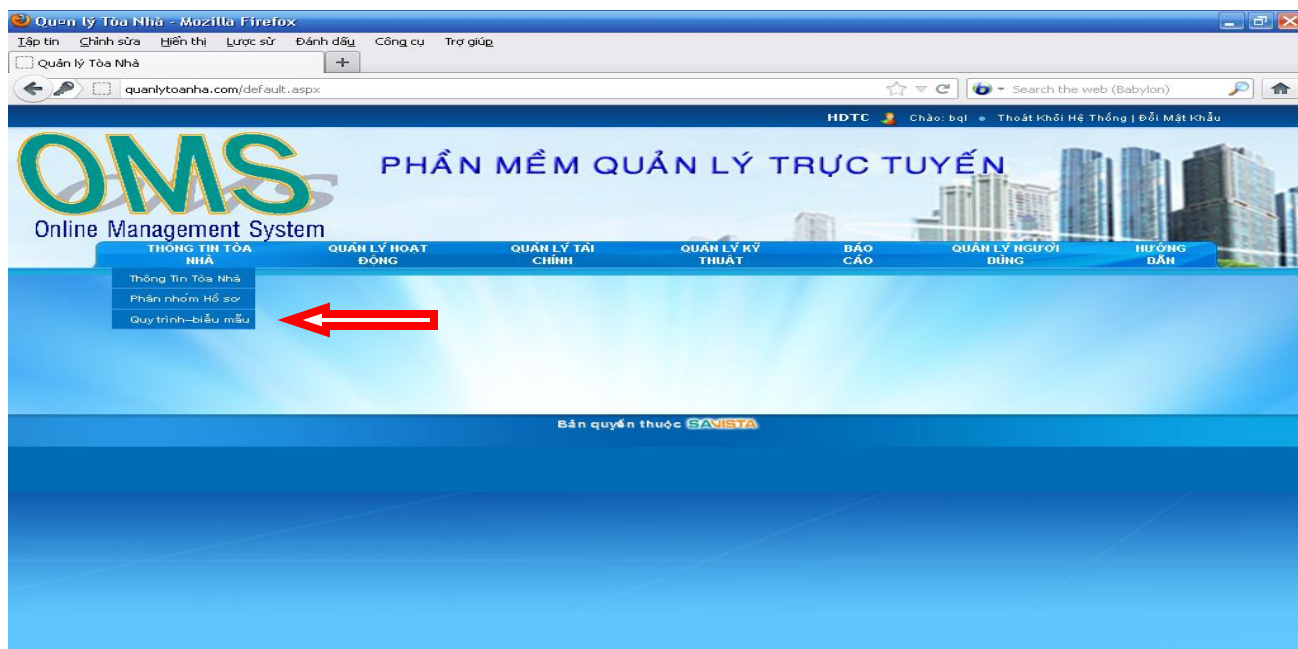 Quản lý Tòa Nhà - Mozilla Firefox
Tập tin Chỉnh sửa Hiển thị Lược sử Đánh dấu Công cụ Trợ giúp
Quản lý Tòa Nhà +
quanlytoanha.com/default.aspx Search the web (Babylon)
HDTC Chào: bql • Thoát Khỏi Hệ Thống | Đổi Mật Khẩu
OMS
PHẦN MỀM QUẢN LÝ TRỰC TUYẾN
Online Management System
THÔNG TIN TÒA NHÀ
QUẢN LÝ HOẠT ĐỘNG
QUẢN LÝ TÀI CHÍNH
QUẢN LÝ KỸ THUẬT
BÁO CÁO
QUẢN LÝ NGƯỜI DÙNG
HƯỚNG DẪN
Thông Tin Tòa Nhà
Phân nhóm Hồ sơ
Quy trình–biểu mẫu
Bản quyền thuộc SAVISTA